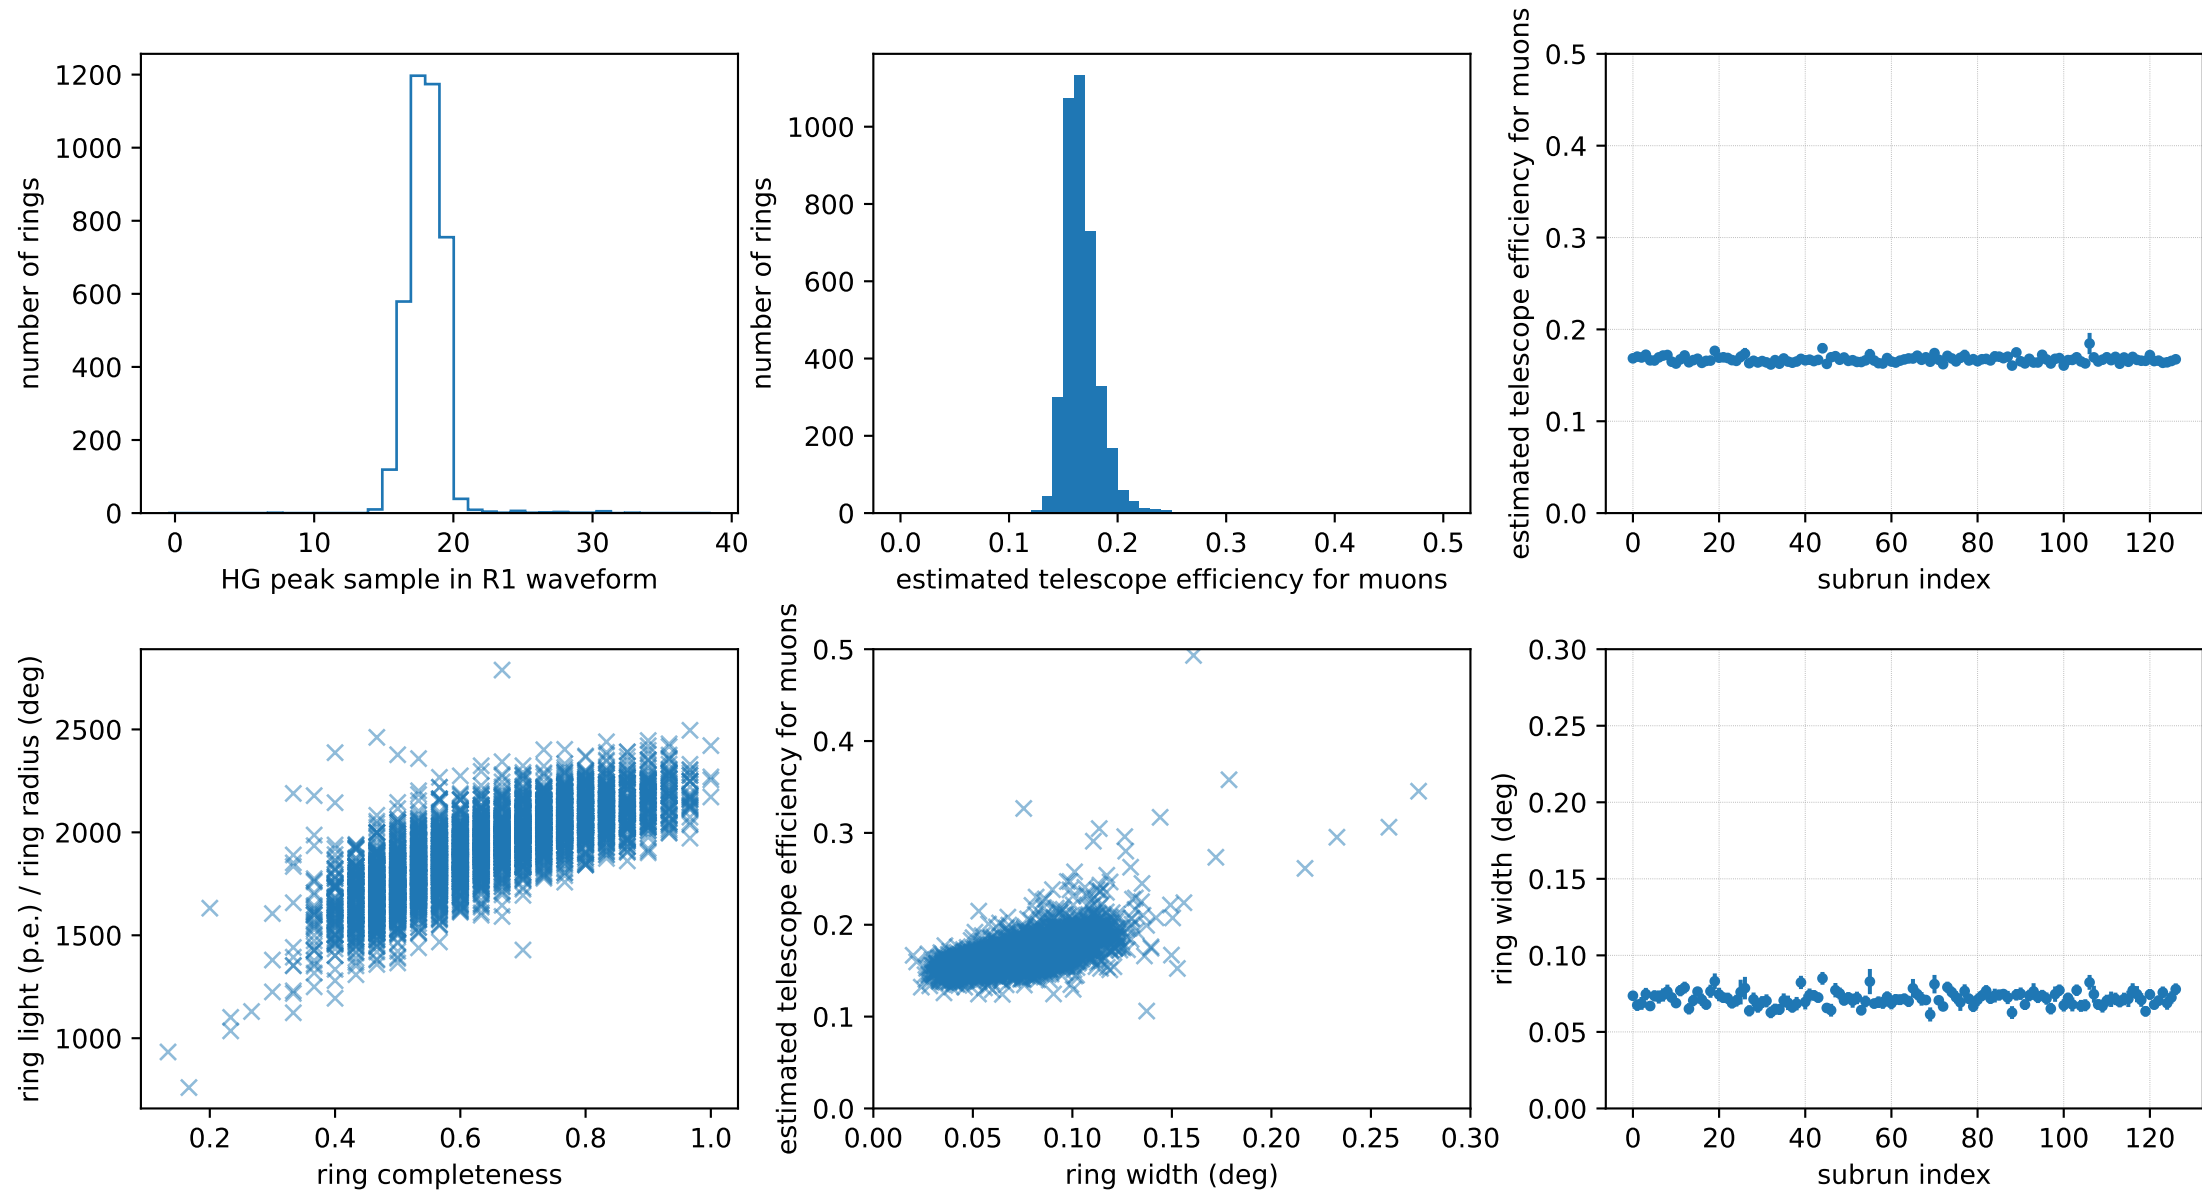 number of rings
1200
1000
800
600
400
200
0
0 10 20 30 40
HG peak sample in R1 waveform
number of rings
1000
800
600
400
200
0
0.0 0.1 0.2 0.3 0.4 0.5
estimated telescope efficiency for muons
estimated telescope efficiency for muons
0.5
0.4
0.3
0.2
0.1
0.0
0 20 40 60 80 100 120
subrun index
ring light (p.e.) / ring radius (deg)
2500
2000
1500
1000
0.2 0.4 0.6 0.8 1.0
ring completeness
estimated telescope efficiency for muons
0.5
0.4
0.3
0.2
0.1
0.0
0.00 0.05 0.10 0.15 0.20 0.25 0.30
ring width (deg)
ring width (deg)
0.30
0.25
0.20
0.15
0.10
0.05
0.00
0 20 40 60 80 100 120
subrun index